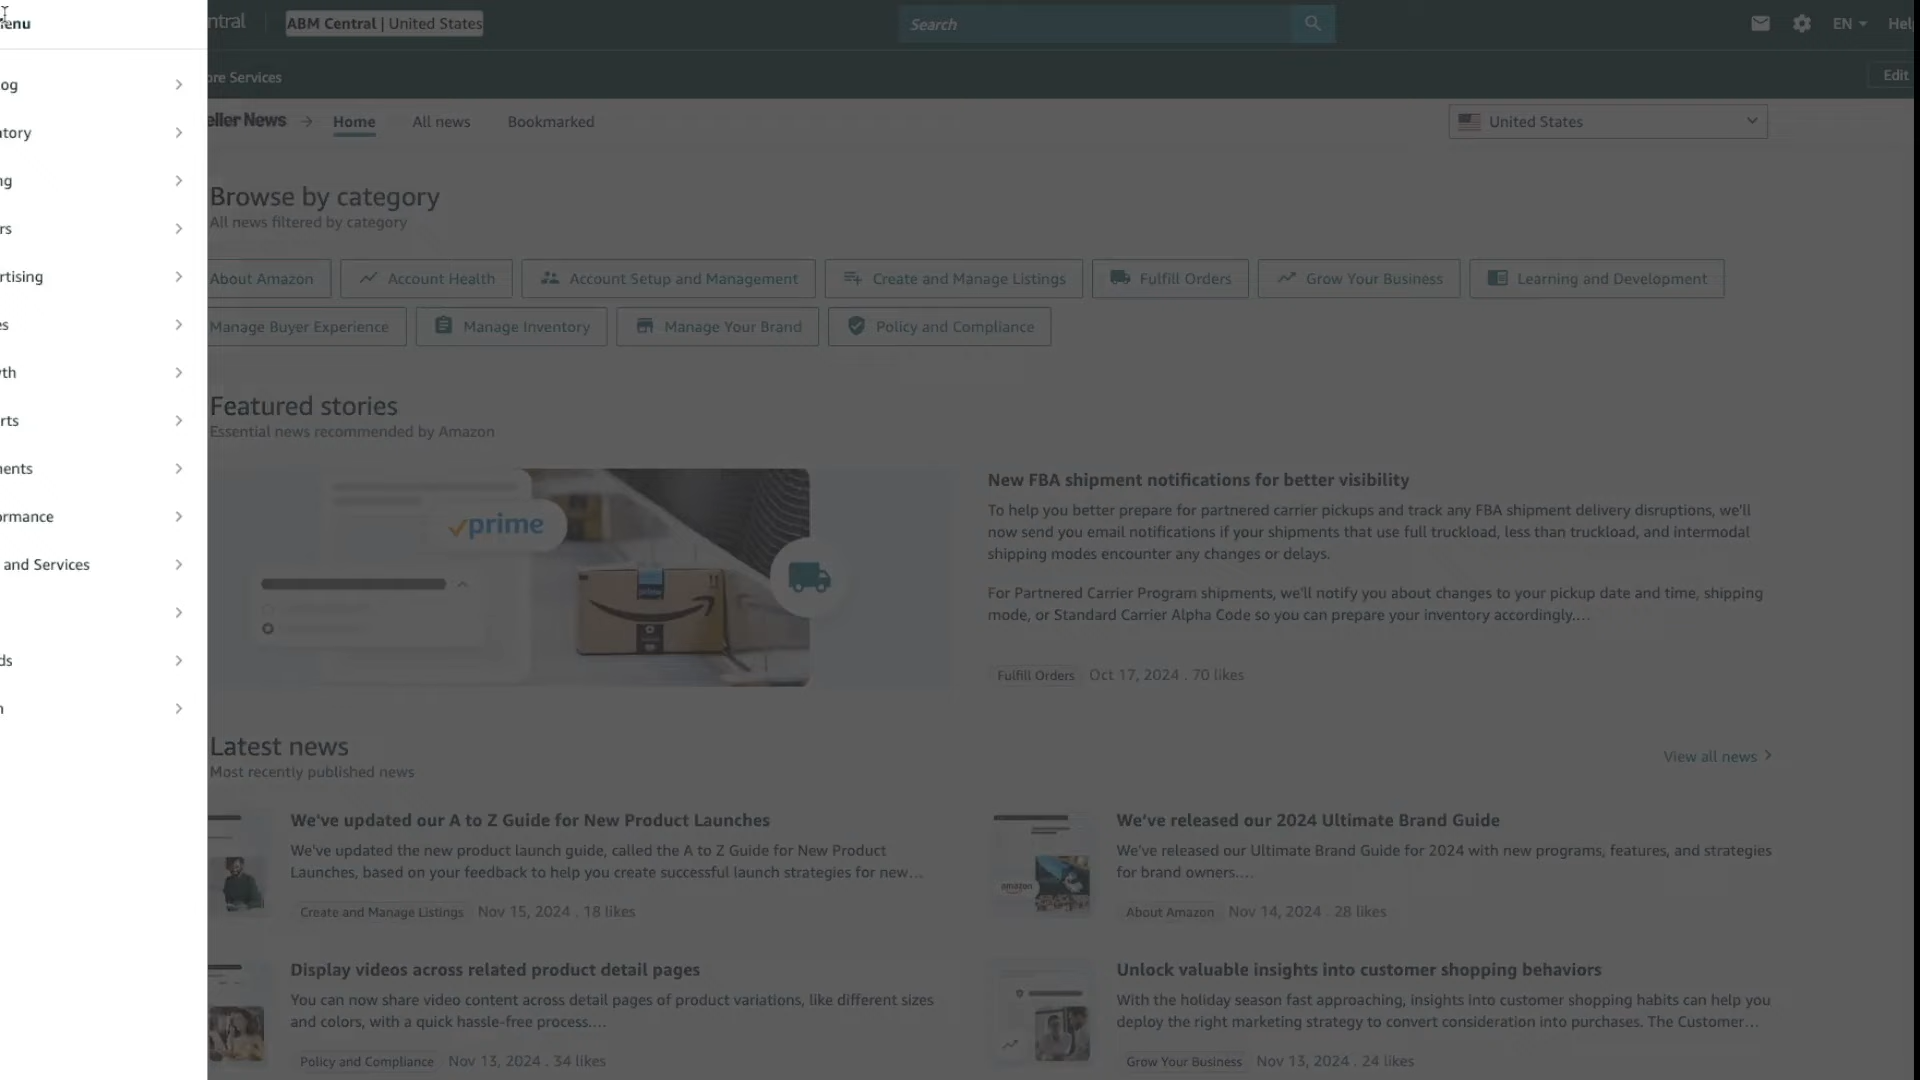 enu
og
tory
ng
rs
rtising
es
th
rts
ents
ormance
and Services
ds
n
ntral
ABM Central | United States
Search
EN
Hel
ore Services
Edit
eller News
Home
All news
Bookmarked
United States
Browse by category
All news filtered by category
About Amazon
Account Health
Account Setup and Management
Create and Manage Listings
Fulfill Orders
Grow Your Business
Learning and Development
Manage Buyer Experience
Manage Inventory
Manage Your Brand
Policy and Compliance
Featured stories
Essential news recommended by Amazon
prime
New FBA shipment notifications for better visibility
To help you better prepare for partnered carrier pickups and track any FBA shipment delivery disruptions, we'll
now send you email notifications if your shipments that use full truckload, less than truckload, and intermodal
shipping modes encounter any changes or delays.
For Partnered Carrier Program shipments, we'll notify you about changes to your pickup date and time, shipping
mode, or Standard Carrier Alpha Code so you can prepare your inventory accordingly....
Fulfill Orders Oct 17, 2024 . 70 likes
Latest news
Most recently published news
View all news
We've updated our A to Z Guide for New Product Launches
We've updated the new product launch guide, called the A to Z Guide for New Product
Launches, based on your feedback to help you create successful launch strategies for new...
Create and Manage Listings Nov 15, 2024 . 18 likes
amazon
We've released our 2024 Ultimate Brand Guide
We've released our Ultimate Brand Guide for 2024 with new programs, features, and strategies
for brand owners....
About Amazon Nov 14, 2024 . 28 likes
Display videos across related product detail pages
You can now share video content across detail pages of product variations, like different sizes
and colors, with a quick hassle-free process....
Policy and Compliance Nov 13, 2024 . 34 likes
Unlock valuable insights into customer shopping behaviors
With the holiday season fast approaching, insights into customer shopping habits can help you
deploy the right marketing strategy to convert consideration into purchases. The Customer...
Grow Your Business Nov 13, 2024 . 24 likes